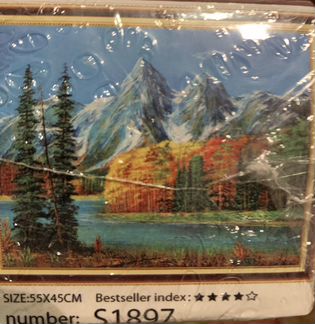 SIZE:55X45CM Bestseller index: ★★★★☆
number: S1897